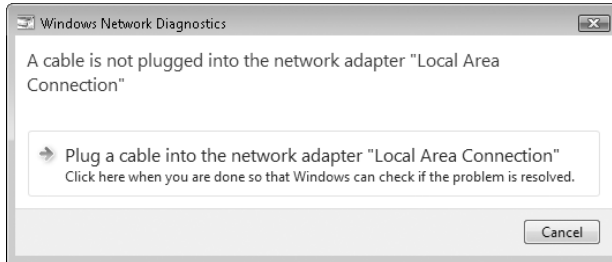 Windows Network Diagnostics
A cable is not plugged into the network adapter "Local Area
Connection"
Plug a cable into the network adapter "Local Area Connection"
Click here when you are done so that Windows can check if the problem is resolved.
Cancel